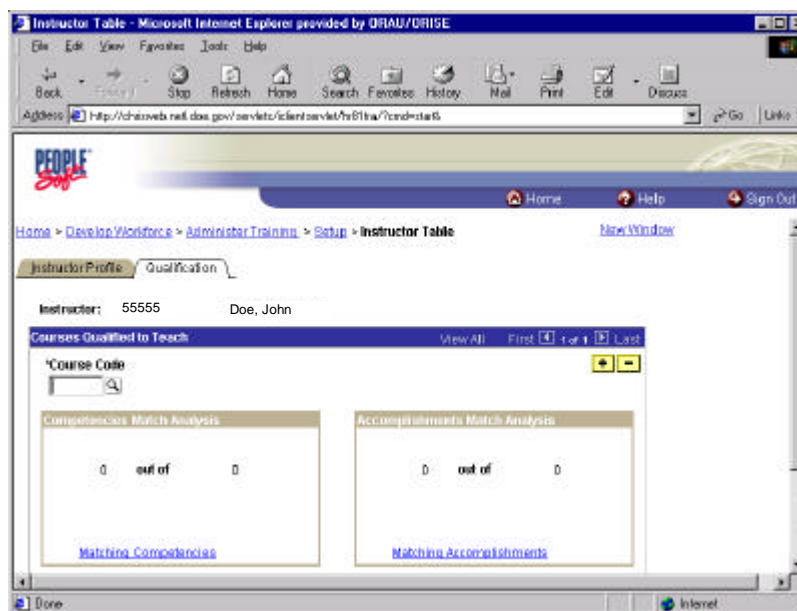 Instructor Table - Microsoft Internet Explorer provided by ORAU/ORISE
File Edit View Favorites Tools Help
Back Forward Stop Refresh Home Search Favorites History Mail Print Edit Discuss
Address http://chrisweb.netl.doe.gov/servlets/iclientservlet/hr81tna/?cmd=start& Go Links
PEOPLE
Soft
Home Help Sign Out
Home > Develop Workforce > Administer Training > Setup > Instructor Table New Window
Instructor Profile Qualification
Instructor: 55555 Doe, John
Courses Qualified to Teach View All First 1 of 1 Last
*Course Code + -
Competencies Match Analysis Accomplishments Match Analysis
0 out of 0 0 out of 0
Matching Competencies Matching Accomplishments
Done Internet